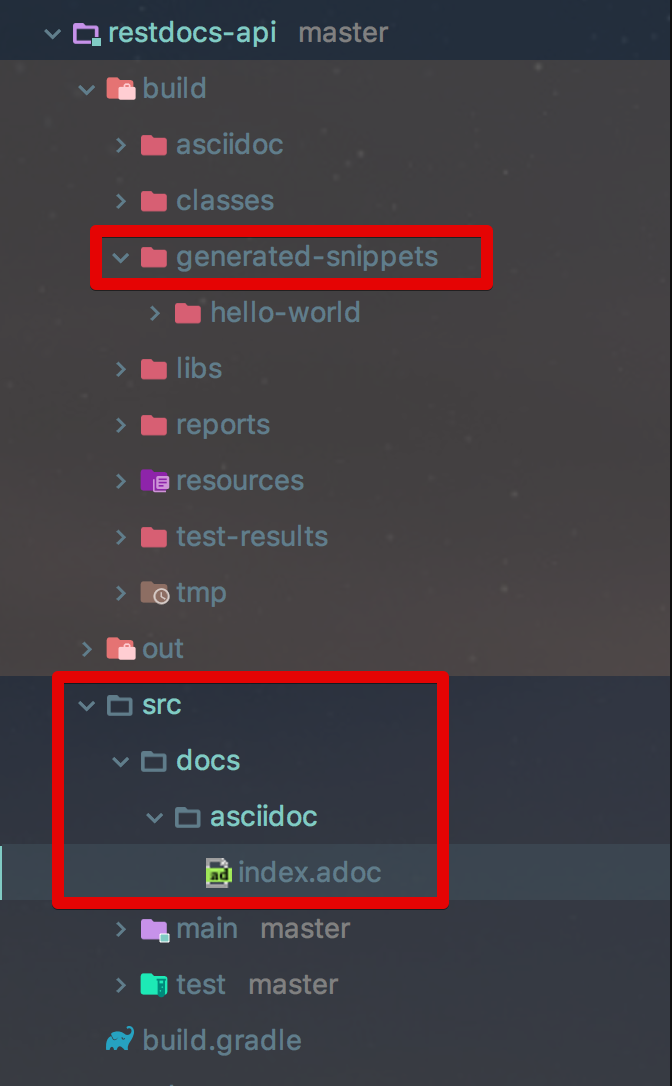 restdocs-api master
build
asciidoc
classes
generated-snippets
hello-world
libs
reports
resources
test-results
tmp
out
src
docs
asciidoc
ad index.adoc
main master
test master
build.gradle